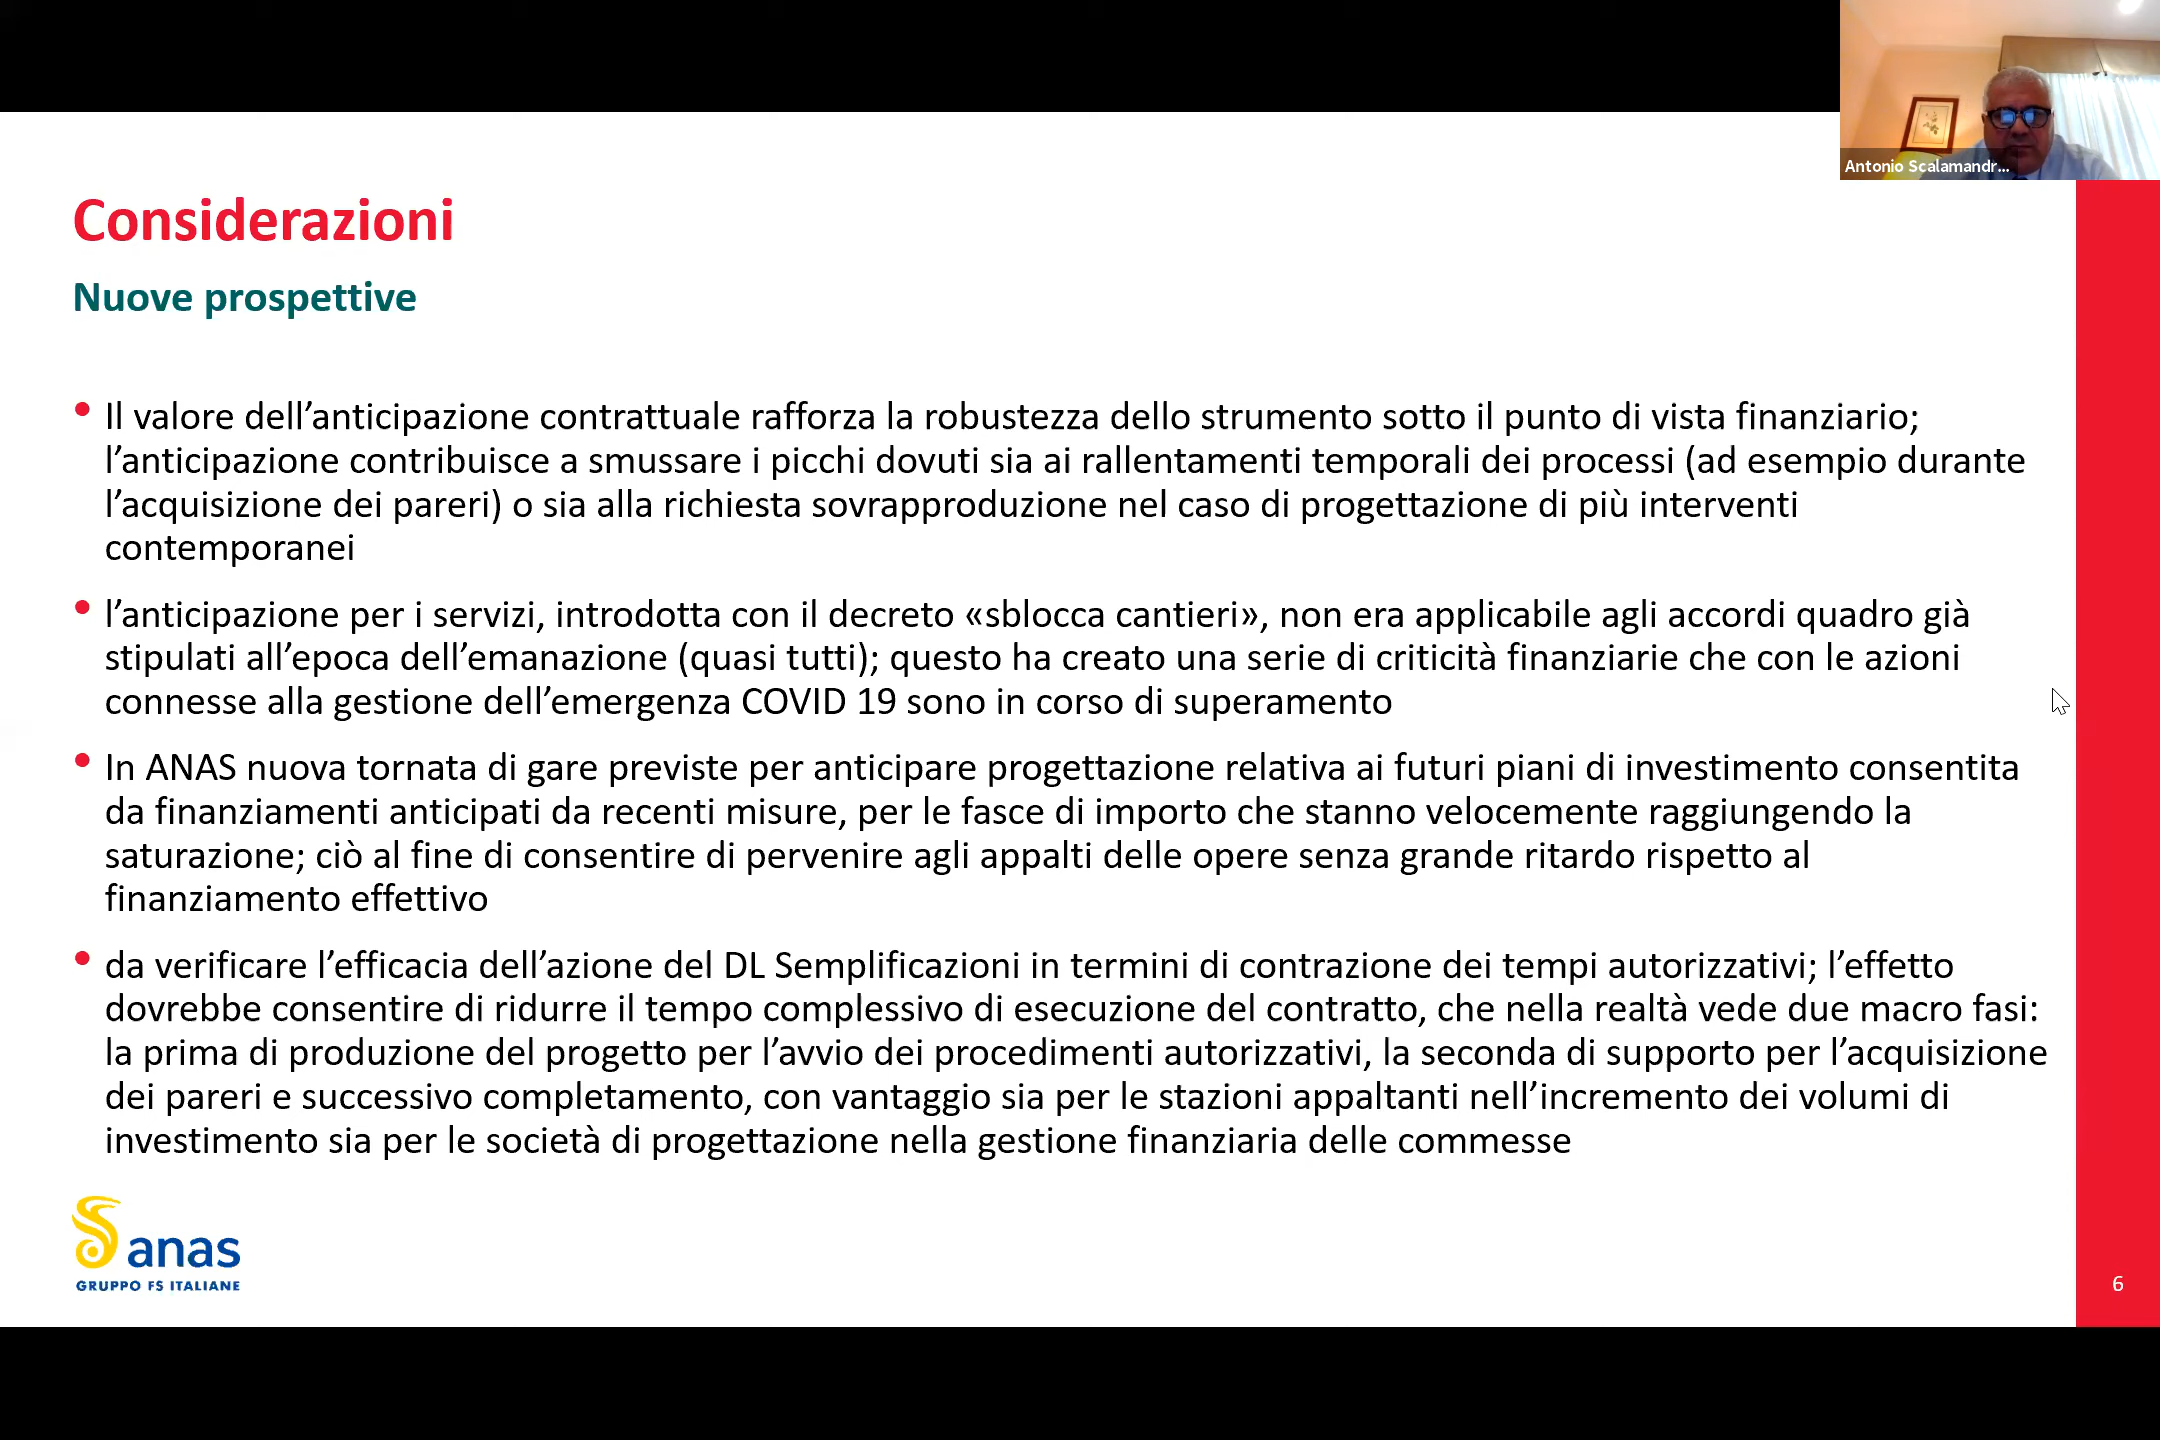 Antonio Scalamandr...
Considerazioni
Nuove prospettive
• Il valore dell’anticipazione contrattuale rafforza la robustezza dello strumento sotto il punto di vista finanziario;
l’anticipazione contribuisce a smussare i picchi dovuti sia ai rallentamenti temporali dei processi (ad esempio durante
l’acquisizione dei pareri) o sia alla richiesta sovrapproduzione nel caso di progettazione di più interventi
contemporanei
• l’anticipazione per i servizi, introdotta con il decreto «sblocca cantieri», non era applicabile agli accordi quadro già
stipulati all’epoca dell’emanazione (quasi tutti); questo ha creato una serie di criticità finanziarie che con le azioni
connesse alla gestione dell’emergenza COVID 19 sono in corso di superamento
• In ANAS nuova tornata di gare previste per anticipare progettazione relativa ai futuri piani di investimento consentita
da finanziamenti anticipati da recenti misure, per le fasce di importo che stanno velocemente raggiungendo la
saturazione; ciò al fine di consentire di pervenire agli appalti delle opere senza grande ritardo rispetto al
finanziamento effettivo
• da verificare l’efficacia dell’azione del DL Semplificazioni in termini di contrazione dei tempi autorizzativi; l’effetto
dovrebbe consentire di ridurre il tempo complessivo di esecuzione del contratto, che nella realtà vede due macro fasi:
la prima di produzione del progetto per l’avvio dei procedimenti autorizzativi, la seconda di supporto per l’acquisizione
dei pareri e successivo completamento, con vantaggio sia per le stazioni appaltanti nell’incremento dei volumi di
investimento sia per le società di progettazione nella gestione finanziaria delle commesse
anas
GRUPPO FS ITALIANE
6